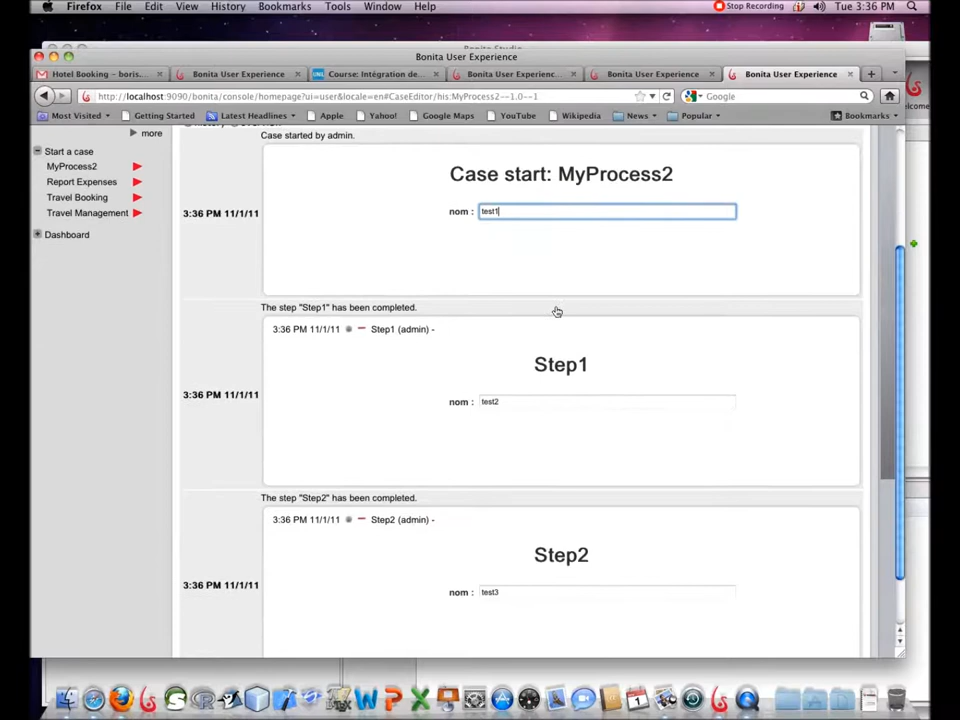 Firefox File Edit View History Bookmarks Tools Window Help Stop Recording Tue 3:36 PM
Bonita User Experience
Hotel Booking – boris... Bonita User Experience Course: Intégration de... Bonita User Experienc... Bonita User Experience Bonita User Experience
http://localhost:9090/bonita/console/homepage?ui=user&locale=en#CaseEditor/his:MyProcess2--1.0--1 Google
Most Visited Getting Started Latest Headlines Apple Yahoo! Google Maps YouTube Wikipedia News Popular Bookmarks
more
Case started by admin.
Start a case
MyProcess2
Report Expenses
Travel Booking
Travel Management
Dashboard
Case start: MyProcess2
3:36 PM 11/1/11
nom : test1
The step "Step1" has been completed.
3:36 PM 11/1/11 Step1 (admin) -
Step1
3:36 PM 11/1/11
nom : test2
The step "Step2" has been completed.
3:36 PM 11/1/11 Step2 (admin) -
Step2
3:36 PM 11/1/11
nom : test3